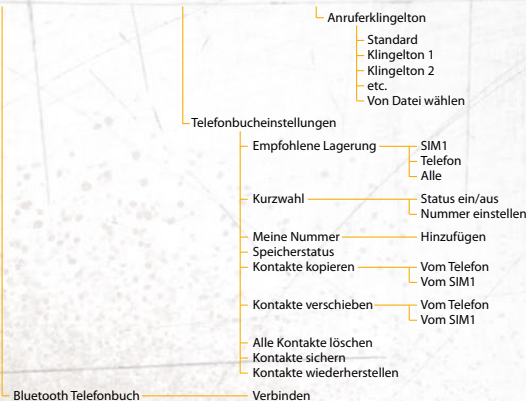 Anruferklingelton
Standard
Klingelton 1
Klingelton 2
etc.
Von Datei wählen
Telefonbucheinstellungen
Empfohlene Lagerung SIM1
Telefon
Alle
Kurzwahl Status ein/aus
Nummer einstellen
Meine Nummer Hinzufügen
Speicherstatus
Kontakte kopieren Vom Telefon
Vom SIM1
Kontakte verschieben Vom Telefon
Vom SIM1
Alle Kontakte löschen
Kontakte sichern
Kontakte wiederherstellen
Bluetooth Telefonbuch Verbinden